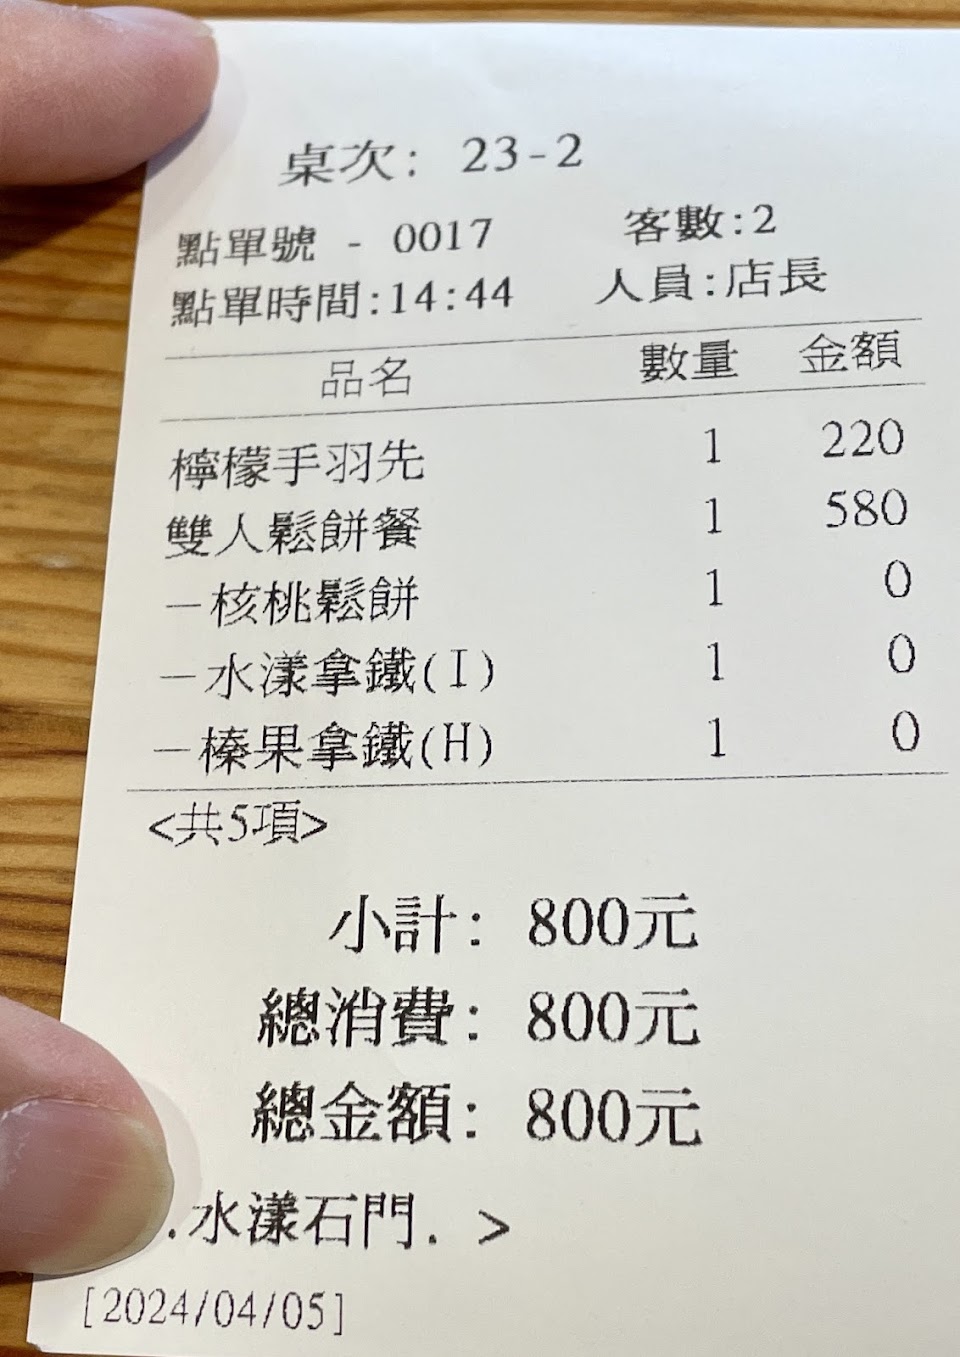 桌次: 23-2
點單號 - 0017 客數:2
點單時間:14:44 人員:店長
品名 數量 金額
檸檬手羽先 1 220
雙人鬆餅餐 1 580
—核桃鬆餅 1 0
—水漾拿鐵(I) 1 0
—榛果拿鐵(H) 1 0
<共5項>
小計: 800元
總消費: 800元
總金額: 800元
.水漾石門. >
[2024/04/05]